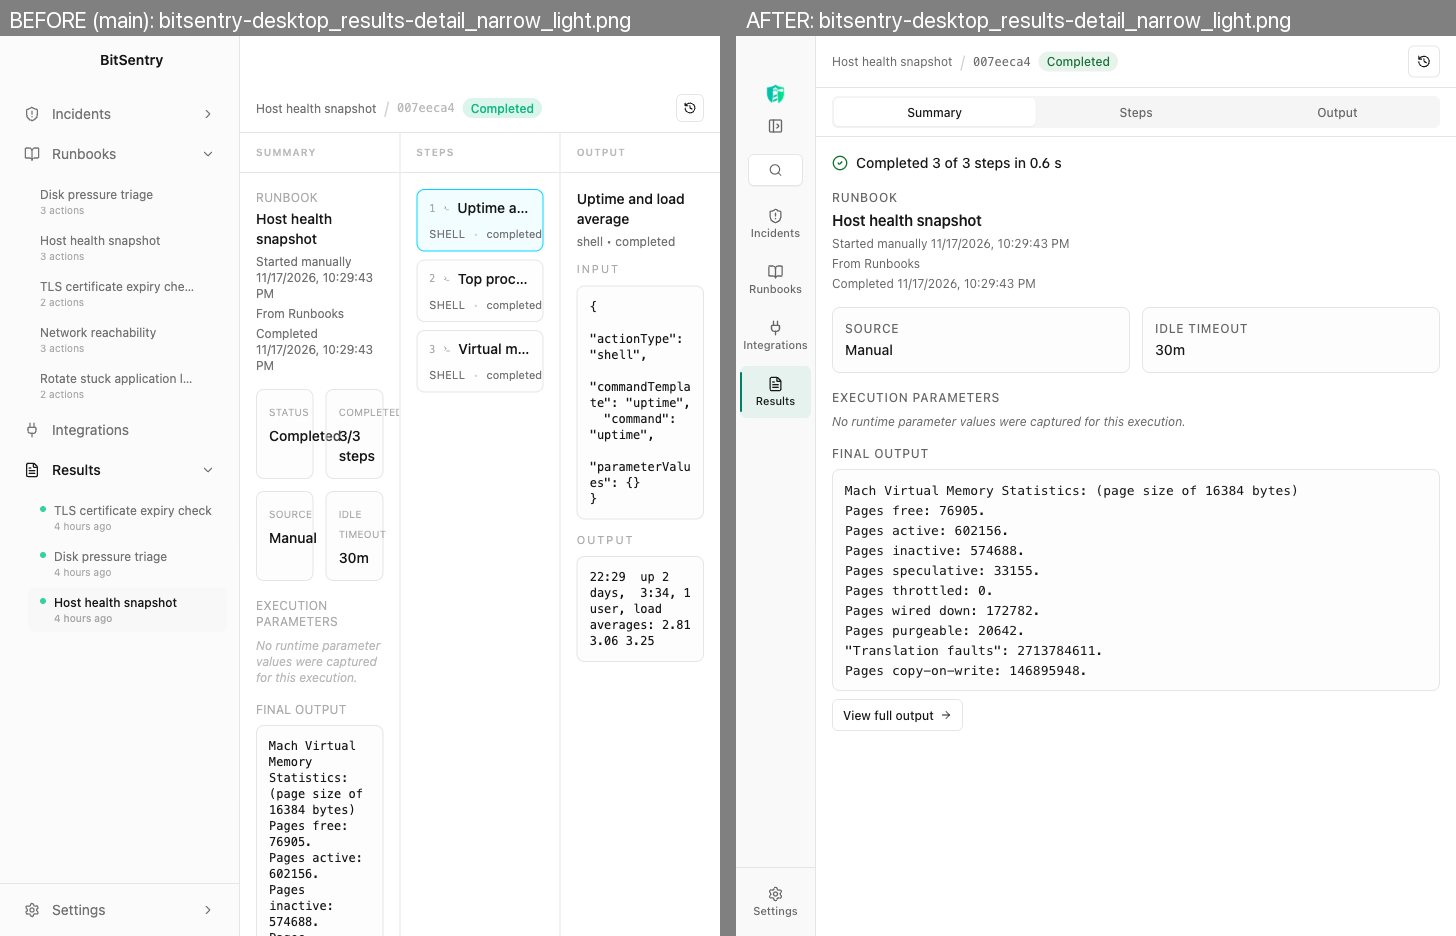 BEFORE (main): bitsentry-desktop_results-detail_narrow_light.png
BitSentry
Incidents
Runbooks
Disk pressure triage
3 actions
Host health snapshot
3 actions
TLS certificate expiry che...
2 actions
Network reachability
3 actions
Rotate stuck application l...
2 actions
Integrations
Results
TLS certificate expiry check
4 hours ago
Disk pressure triage
4 hours ago
Host health snapshot
4 hours ago
Settings
Host health snapshot / 007eeca4 Completed
SUMMARY
RUNBOOK
Host health
snapshot
Started manually
11/17/2026, 10:29:43
PM
From Runbooks
Completed
11/17/2026, 10:29:43
PM
STATUS
Completed
COMPLETED
3/3
steps
SOURCE
Manual
IDLE
TIMEOUT
30m
EXECUTION
PARAMETERS
No runtime parameter
values were captured
for this execution.
FINAL OUTPUT
Mach Virtual
Memory
Statistics:
(page size of
16384 bytes)
Pages free:
76905.
Pages active:
602156.
Pages
inactive:
574688.
STEPS
1 Uptime a...
SHELL · completed
2 Top proc...
SHELL · completed
3 Virtual m...
SHELL · completed
OUTPUT
Uptime and load
average
shell • completed
INPUT
{
"actionType":
"shell",
"commandTempla
te": "uptime",
"command":
"uptime",
"parameterValu
es": {}
}
OUTPUT
22:29 up 2
days, 3:34, 1
user, load
averages: 2.81
3.06 3.25
AFTER: bitsentry-desktop_results-detail_narrow_light.png
Incidents
Runbooks
Integrations
Results
Settings
Host health snapshot / 007eeca4 Completed
Summary Steps Output
Completed 3 of 3 steps in 0.6 s
RUNBOOK
Host health snapshot
Started manually 11/17/2026, 10:29:43 PM
From Runbooks
Completed 11/17/2026, 10:29:43 PM
SOURCE
Manual
IDLE TIMEOUT
30m
EXECUTION PARAMETERS
No runtime parameter values were captured for this execution.
FINAL OUTPUT
Mach Virtual Memory Statistics: (page size of 16384 bytes)
Pages free: 76905.
Pages active: 602156.
Pages inactive: 574688.
Pages speculative: 33155.
Pages throttled: 0.
Pages wired down: 172782.
Pages purgeable: 20642.
"Translation faults": 2713784611.
Pages copy-on-write: 146895948.
View full output →